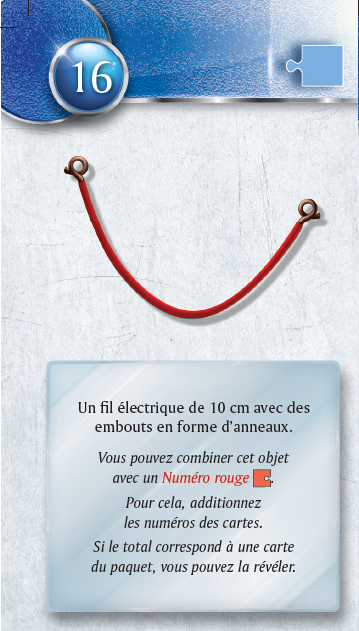 16
Un fil électrique de 10 cm avec des
embouts en forme d'anneaux.
Vous pouvez combiner cet objet
avec un Numéro rouge .
Pour cela, additionnez
les numéros des cartes.
Si le total correspond à une carte
du paquet, vous pouvez la révéler.